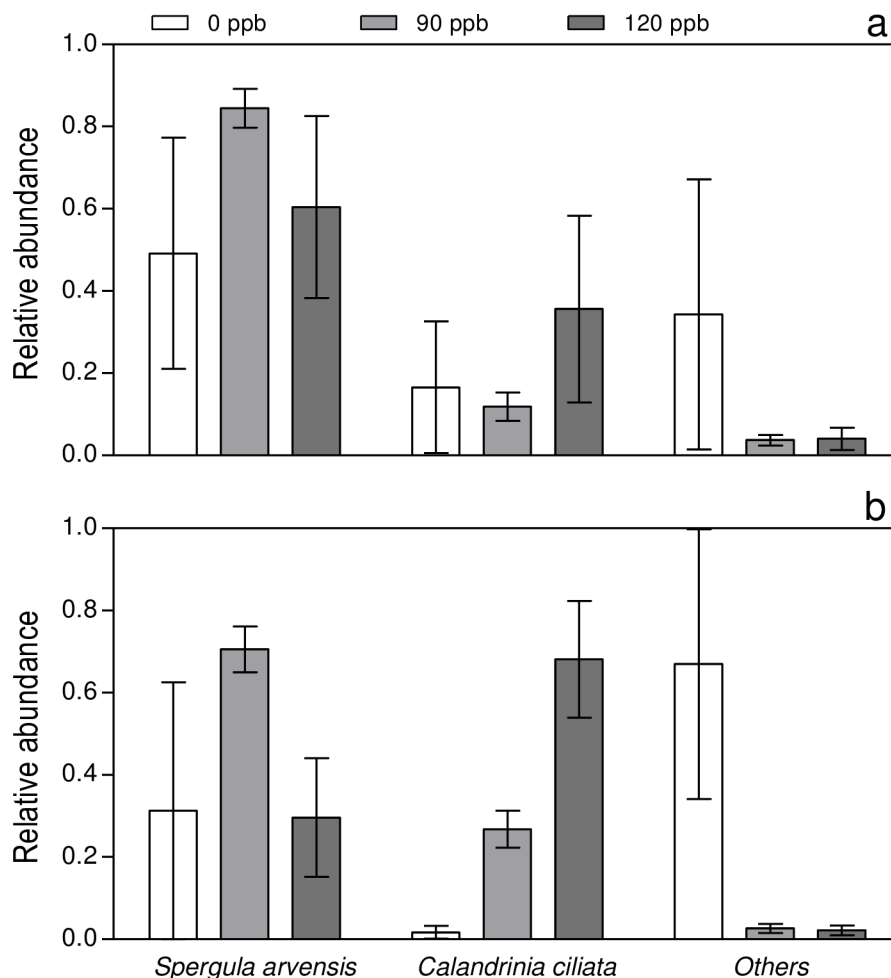 0 ppb 90 ppb 120 ppb
a
1.0
0.8
0.6
0.4
0.2
0.0
Relative abundance
b
1.0
0.8
0.6
0.4
0.2
0.0
Relative abundance
Spergula arvensis Calandrinia ciliata Others